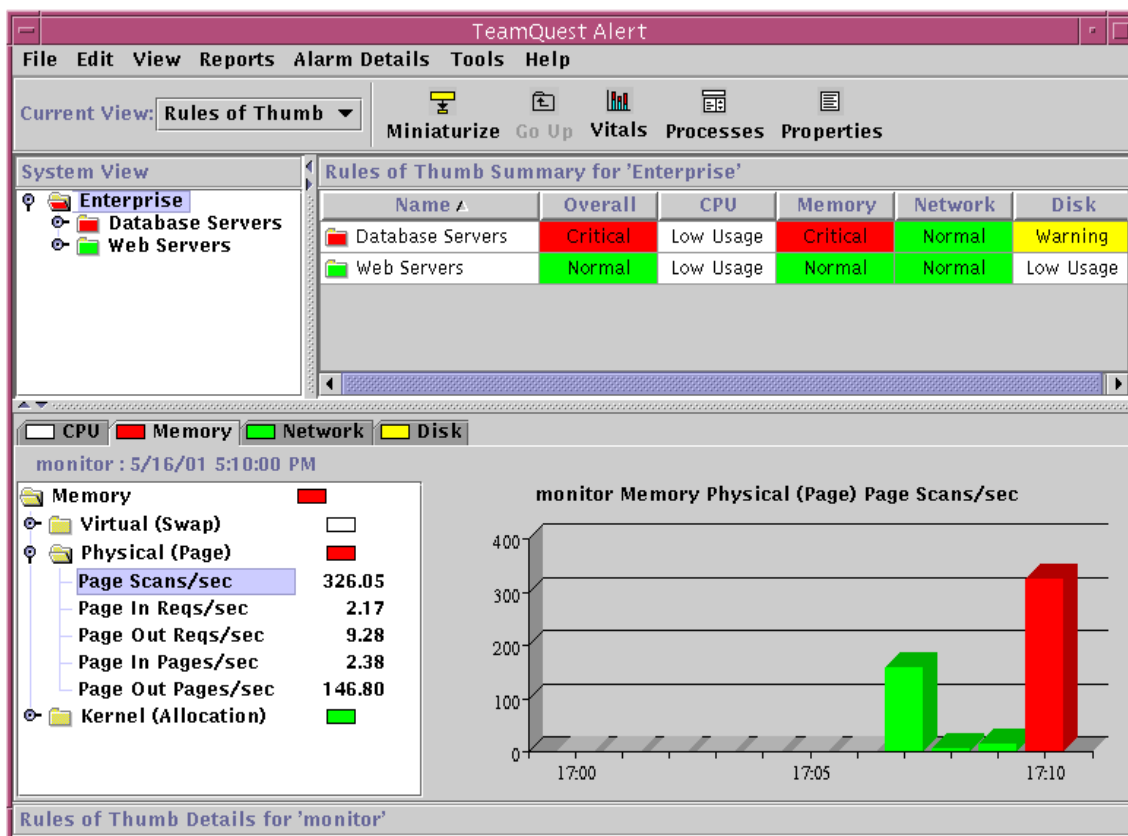 TeamQuest Alert
File Edit View Reports Alarm Details Tools Help
Current View: Rules of Thumb
Miniaturize Go Up Vitals Processes Properties
System View
Enterprise
Database Servers
Web Servers
Rules of Thumb Summary for 'Enterprise'
Name Overall CPU Memory Network Disk
Database Servers Critical Low Usage Critical Normal Warning
Web Servers Normal Low Usage Normal Normal Low Usage
CPU Memory Network Disk
monitor : 5/16/01 5:10:00 PM
Memory
Virtual (Swap)
Physical (Page)
Page Scans/sec 326.05
Page In Reqs/sec 2.17
Page Out Reqs/sec 9.28
Page In Pages/sec 2.38
Page Out Pages/sec 146.80
Kernel (Allocation)
monitor Memory Physical (Page) Page Scans/sec
400
300
200
100
0
17:00 17:05 17:10
Rules of Thumb Details for 'monitor'